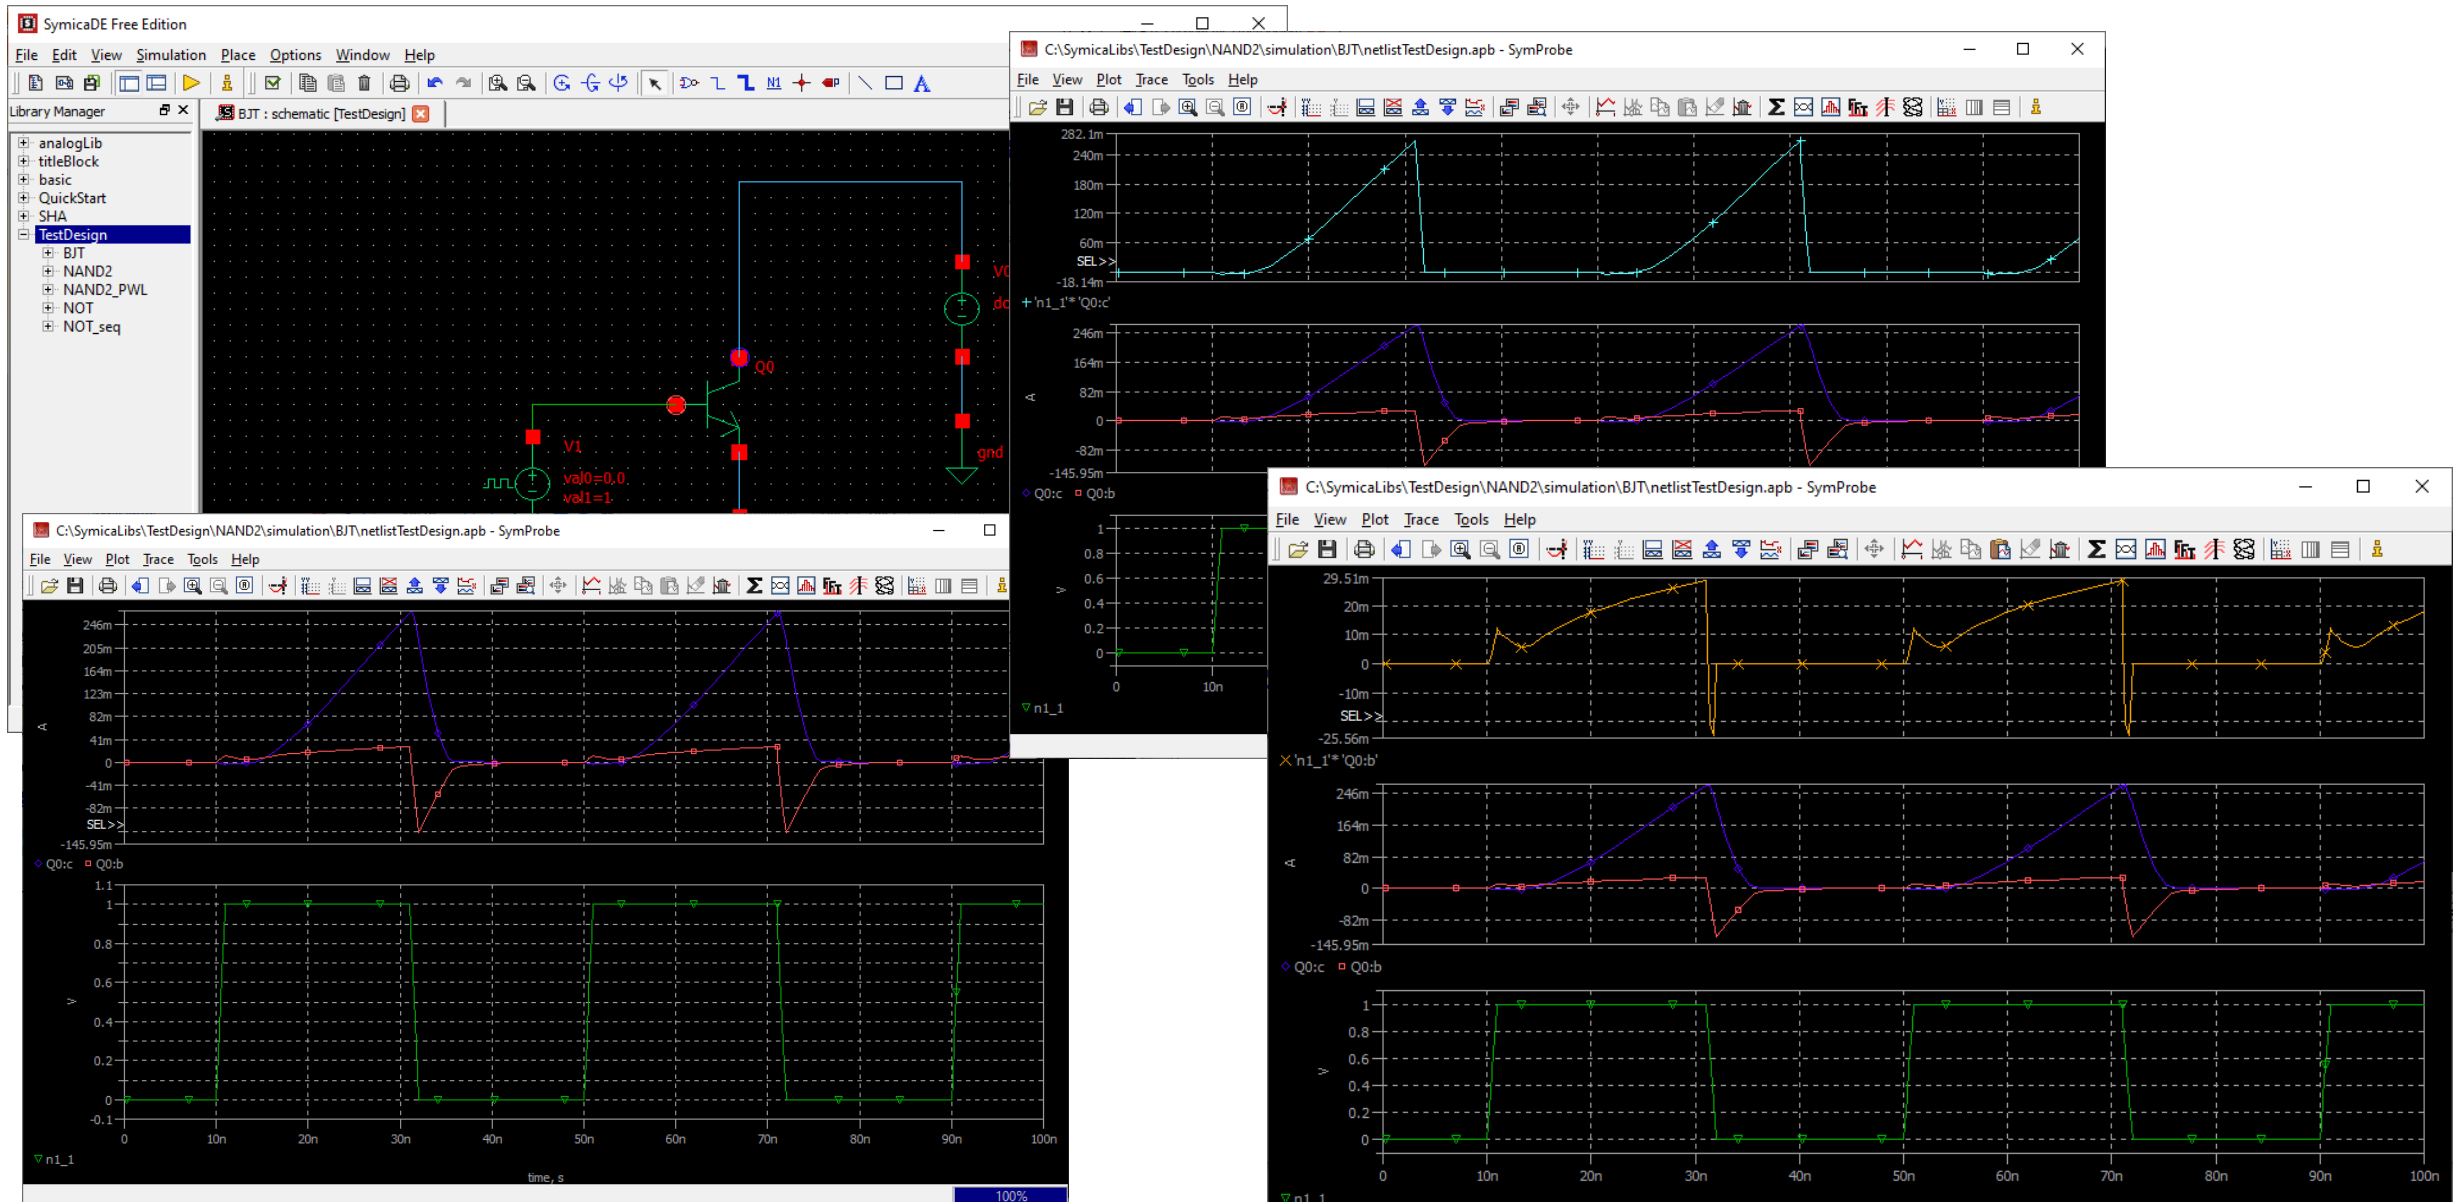 SymicaDE Free Edition
File Edit View Simulation Place Options Window Help
N1
A
Library Manager
BJT : schematic [TestDesign]
analogLib
titleBlock
basic
QuickStart
SHA
TestDesign
BJT
NAND2
NAND2_PWL
NOT
NOT_seq
Q0
V1
val0=0.0
val1=1
gnd
C:\SymicaLibs\TestDesign\NAND2\simulation\BJT\netlistTestDesign.apb - SymProbe
File View Plot Trace Tools Help
282.1m
240m
180m
120m
60m
SEL>>
-18.14m
'n1_1'*'Q0:c'
246m
164m
82m
A
0
-82m
-145.95m
Q0:c Q0:b
1
0.8
0.6
V
0.4
0.2
0
0 10n
n1_1
C:\SymicaLibs\TestDesign\NAND2\simulation\BJT\netlistTestDesign.apb - SymProbe
File View Plot Trace Tools Help
246m
205m
164m
123m
82m
A
41m
0
-41m
-82m
SEL>>
-145.95m
Q0:c Q0:b
1.1
1
0.8
0.6
V
0.4
0.2
0
-0.1
0 10n 20n 30n 40n 50n 60n 70n 80n 90n 100n
n1_1
time, s
100%
C:\SymicaLibs\TestDesign\NAND2\simulation\BJT\netlistTestDesign.apb - SymProbe
File View Plot Trace Tools Help
29.51m
20m
10m
0
-10m
SEL>>
-25.56m
'n1_1'*'Q0:b'
246m
164m
82m
A
0
-82m
-145.95m
Q0:c Q0:b
1
0.8
0.6
V
0.4
0.2
0
0 10n 20n 30n 40n 50n 60n 70n 80n 90n 100n
n1_1